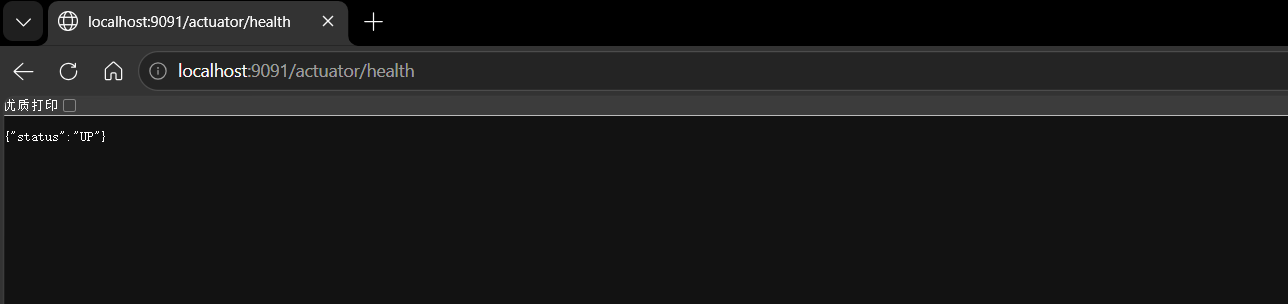 localhost:9091/actuator/health
localhost:9091/actuator/health
优质打印
{"status":"UP"}